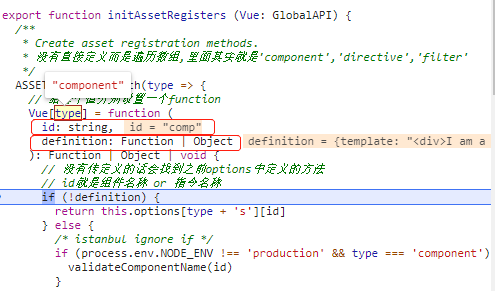 export function initAssetRegisters (Vue: GlobalAPI) {
/**
* Create asset registration methods.
* 没有直接定义而是遍历数组,里面其实就是'component','directive','filter'
*/
"component"
ASSET ch(type => {
// 设置一个function
Vue[type] = function (
id: string, id = "comp"
definition: Function | Object definition = {template: "<div>I am a
): Function | Object | void {
// 没有传定义的话会找到之前options中定义的方法
// id就是组件名称 or 指令名称
if (!definition) {
return this.options[type + 's'][id]
} else {
/* istanbul ignore if */
if (process.env.NODE_ENV !== 'production' && type === 'component')
validateComponentName(id)
}